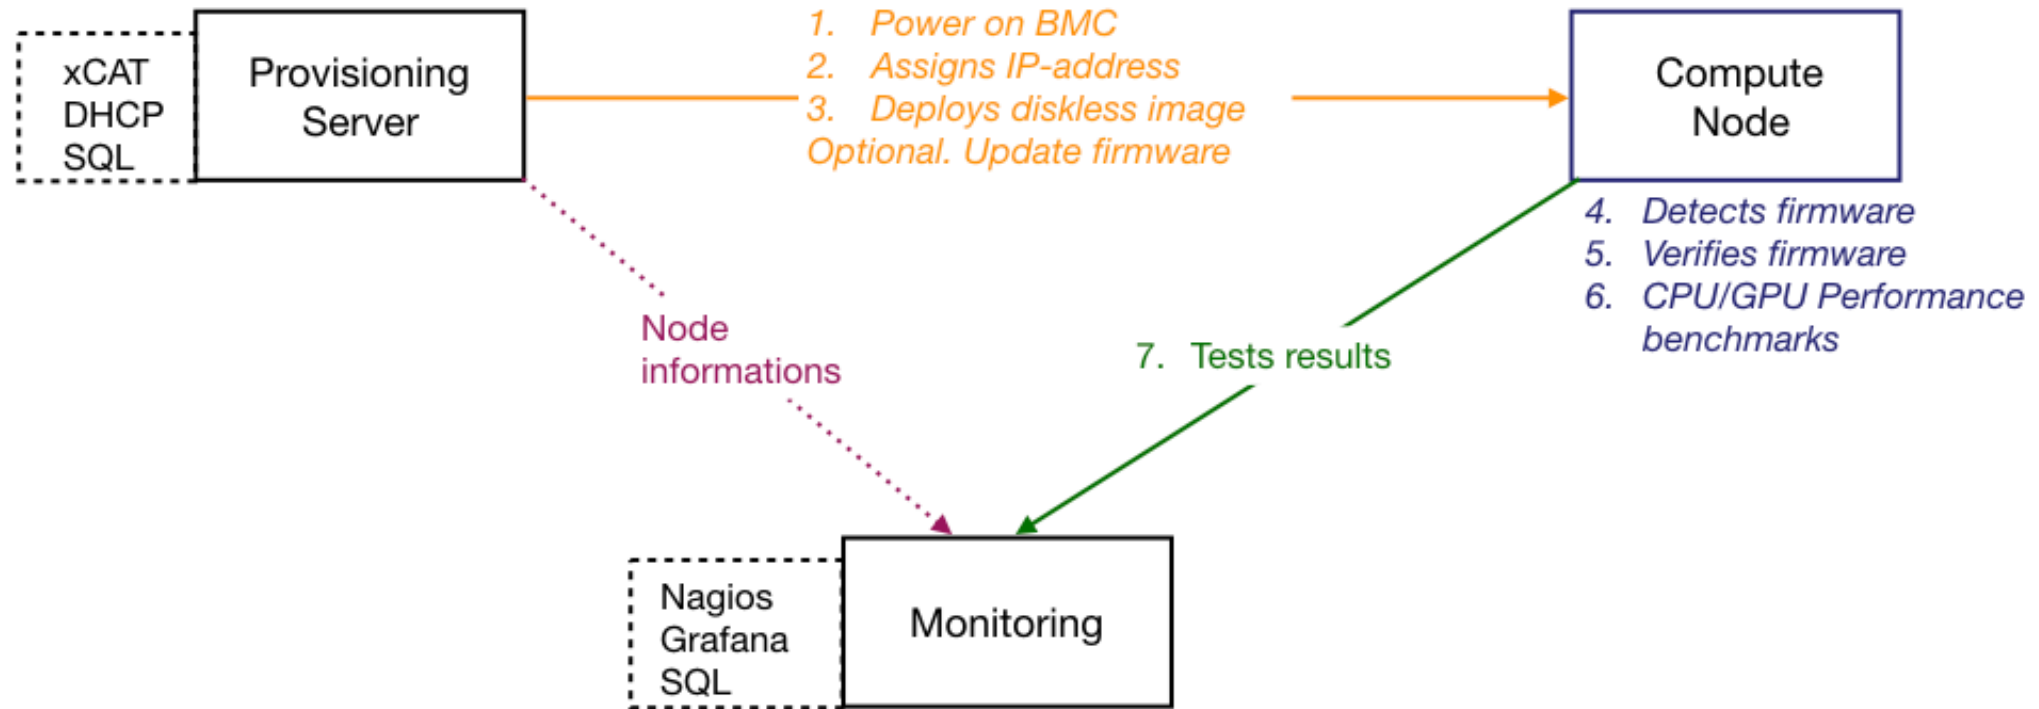 xCAT
DHCP
SQL
Provisioning
Server
1. Power on BMC
2. Assigns IP-address
3. Deploys diskless image
Optional. Update firmware
Compute
Node
4. Detects firmware
5. Verifies firmware
6. CPU/GPU Performance
benchmarks
Node
informations
7. Tests results
Nagios
Grafana
SQL
Monitoring